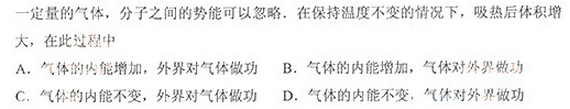 一定量的气体，分子之间的势能可以忽略．在保持温度不变的情况下，吸热后体积增
大，在此过程中
A．气体的内能增加，外界对气体做功 B．气体的内能增加，气体对外界做功
C．气体的内能不变，外界对气体做功 D．气体的内能不变，气体对外界做功